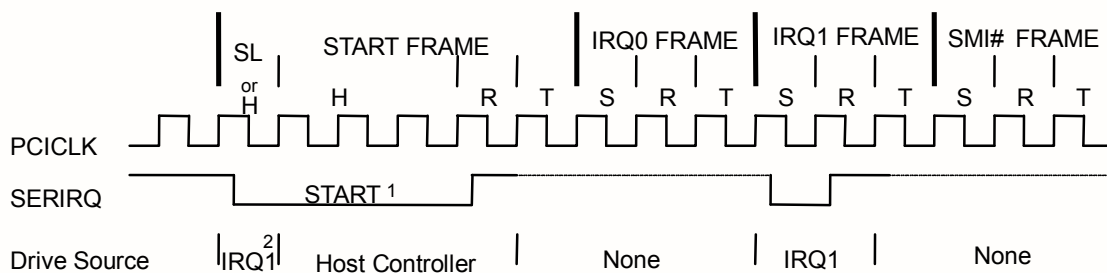 SL START FRAME IRQ0 FRAME IRQ1 FRAME SMI# FRAME
or
H H R T S R T S R T S R T
PCICLK
SERIRQ START 1
Drive Source IRQ1 2 Host Controller None IRQ1 None